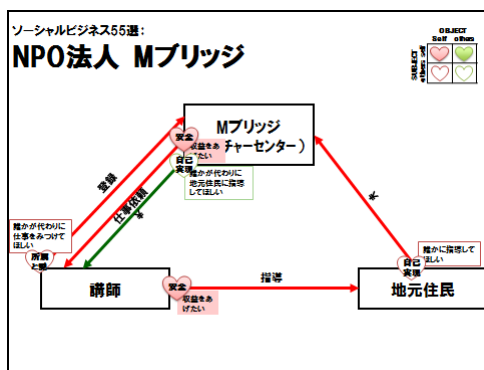 ソーシャルビジネス55選：
NPO法人 Mブリッジ
OBJECT
Self others
SUBJECT
others self
Mブリッジ
チャーセンター）
安全
収益をあ
げたい
自己
実現
誰かが代わりに
地元住民に指導
してほしい
登録
仕事依頼
¥
誰かが代わりに
仕事をみつけて
ほしい
所属
と愛
講師
安全
収益をあ
げたい
指導
¥
誰かに指導して
ほしい
自己
実現
地元住民